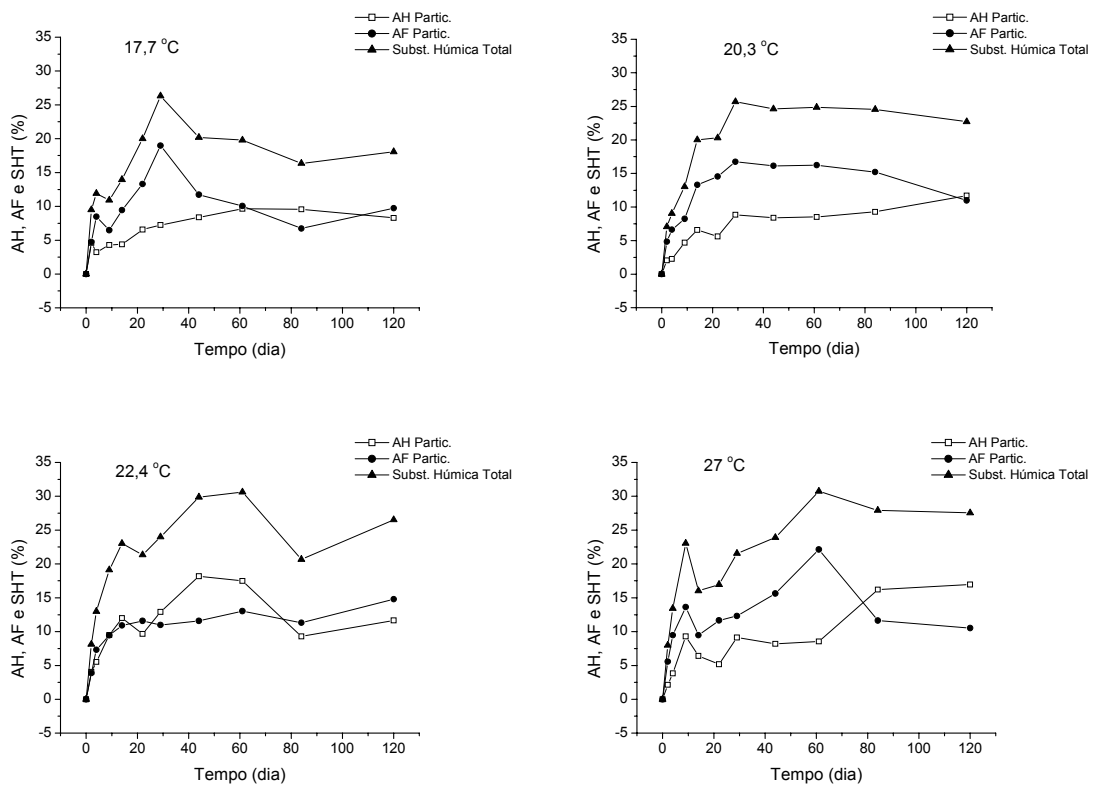 AH Partic.
AF Partic.
Subst. Húmica Total
17,7 °C
35
30
25
20
15
10
5
0
-5
AH, AF e SHT (%)
0 20 40 60 80 100 120
Tempo (dia)
AH Partic.
AF Partic.
Subst. Húmica Total
20,3 °C
35
30
25
20
15
10
5
0
-5
AH, AF e SHT (%)
0 20 40 60 80 100 120
Tempo (dia)
AH Partic.
AF Partic.
Subst. Húmica Total
22,4 °C
35
30
25
20
15
10
5
0
-5
AH, AF e SHT (%)
0 20 40 60 80 100 120
Tempo (dia)
AH Partic.
AF Partic.
Subst. Húmica Total
27 °C
35
30
25
20
15
10
5
0
-5
AH, AF e SHT (%)
0 20 40 60 80 100 120
Tempo (dia)